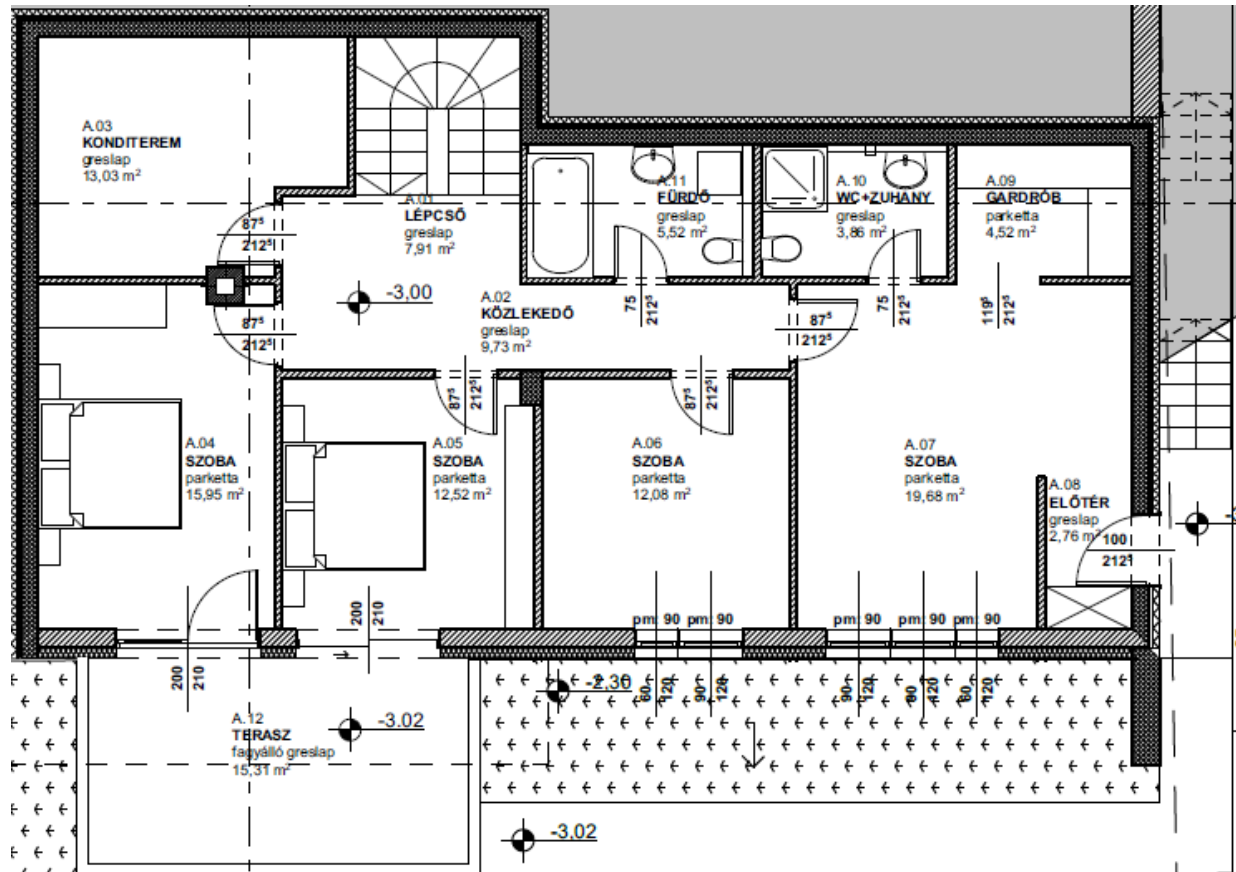 A.03
KONDITEREM
greslap
13,03 m²
A.01
LÉPCSŐ
greslap
7,91 m²
A.11
FÜRDŐ
greslap
5,52 m²
A.10
WC+ZUHANY
greslap
3,86 m²
A.09
GARDRÓB
parketta
4,52 m²
87⁵
212⁵
-3,00
A.02
KÖZLEKEDŐ
greslap
9,73 m²
75
212⁵
75
212⁵
119⁵
212⁵
87⁵
212⁵
87⁵
212⁵
87⁵
212⁵
87⁵
212⁵
A.04
SZOBA
parketta
15,95 m²
A.05
SZOBA
parketta
12,52 m²
A.06
SZOBA
parketta
12,08 m²
A.07
SZOBA
parketta
19,68 m²
A.08
ELŐTÉR
greslap
2,76 m²
100
212⁵
200
210
pm: 90
pm: 90
pm: 90
pm: 90
pm: 90
200
210
60
120
90
120
90
120
90
120
60
120
-2,30
A.12
TERASZ
fagyálló greslap
15,31 m²
-3.02
-3,02